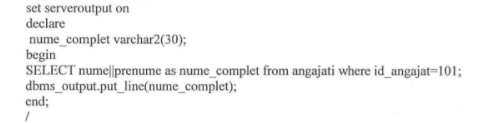 set serveroutput on
declare
nume_complet varchar2(30);
begin
SELECT nume||prenume as nume_complet from angajati where id_angajat=101;
dbms_output.put_line(nume_complet);
end;
/